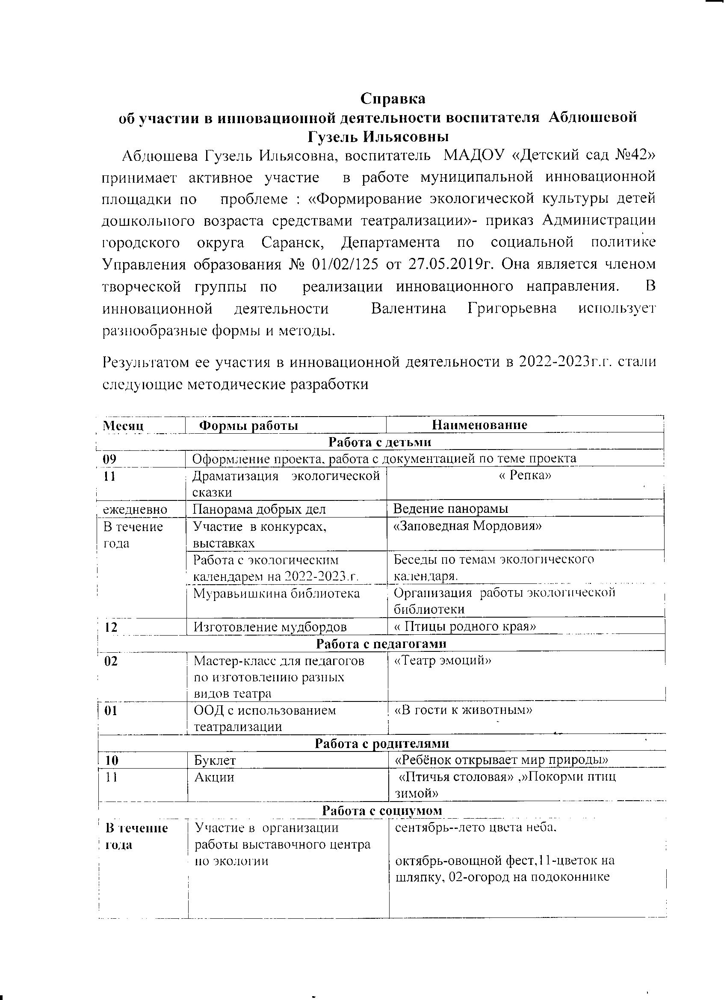 Справка
об участии в инновационной деятельности воспитателя Абдюшевой
Гузель Ильясовны
Абдюшева Гузель Ильясовна, воспитатель МАДОУ «Детский сад №42»
принимает активное участие в работе муниципальной инновационной
площадки по проблеме : «Формирование экологической культуры детей
дошкольного возраста средствами театрализации»- приказ Администрации
городского округа Саранск, Департамента по социальной политике
Управления образования № 01/02/125 от 27.05.2019г. Она является членом
творческой группы по реализации инновационного направления. В
инновационной деятельности Валентина Григорьевна использует
разнообразные формы и методы.
Результатом ее участия в инновационной деятельности в 2022-2023г.г. стали
следующие методические разработки
Месяц Формы работы Наименование
Работа с детьми
09 Оформление проекта, работа с документацией по теме проекта
11 Драматизация экологической « Репка»
сказки
ежедневно Панорама добрых дел Ведение панорамы
В течение Участие в конкурсах, «Заповедная Мордовия»
года выставках
Работа с экологическим Беседы по темам экологического
календарем на 2022-2023.г. календаря.
Муравьишкина библиотека Организация работы экологической
библиотеки
12 Изготовление мудбордов « Птицы родного края»
Работа с педагогами
02 Мастер-класс для педагогов «Театр эмоций»
по изготовлению разных
видов театра
01 ООД с использованием «В гости к животным»
театрализации
Работа с родителями
10 Буклет «Ребёнок открывает мир природы»
11 Акции «Птичья столовая» ,»Покорми птиц
зимой»
Работа с социумом
В течение Участие в организации сентябрь--лето цвета неба.
года работы выставочного центра
по экологии октябрь-овощной фест,11-цветок на
шляпку, 02-огород на подоконнике